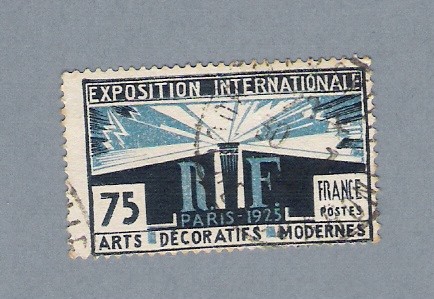 EXPOSITION INTERNATIONALE
R.F.
75
FRANCE
POSTES
PARIS-1925
ARTS DÉCORATIFS MODERNES